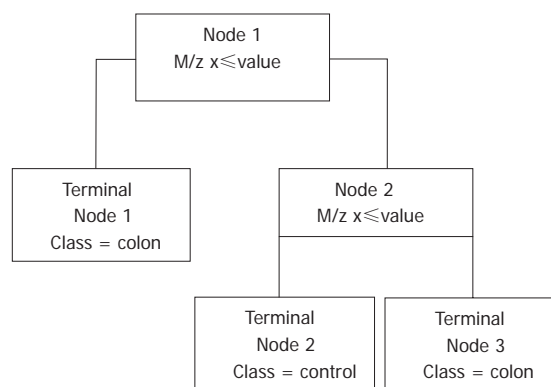 Node 1
M/z x≤value
Terminal
Node 1
Class = colon
Node 2
M/z x≤value
Terminal
Node 2
Class = control
Terminal
Node 3
Class = colon